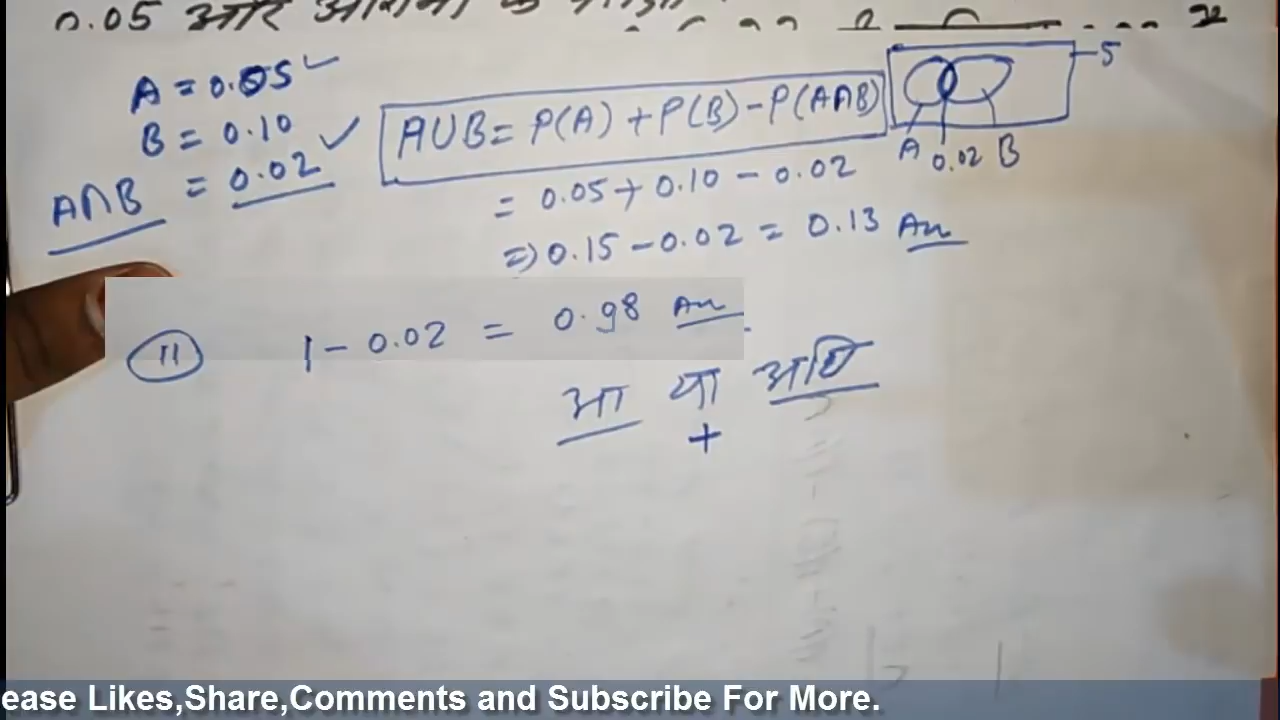 0.05 और
A = 0.05 ✓
B = 0.10
A∩B = 0.02 ✓
A∪B = P(A) + P(B) - P(A∩B)
S
A 0.02 B
= 0.05 + 0.10 - 0.02
⇒ 0.15 - 0.02 = 0.13 An
11 1 - 0.02 = 0.98 An
आ या अघि
+
ease Likes,Share,Comments and Subscribe For More.